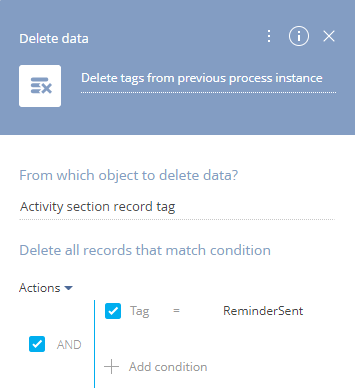 Delete data
Delete tags from previous process instance
From which object to delete data?
Activity section record tag
Delete all records that match condition
Actions
Tag = ReminderSent
AND
Add condition